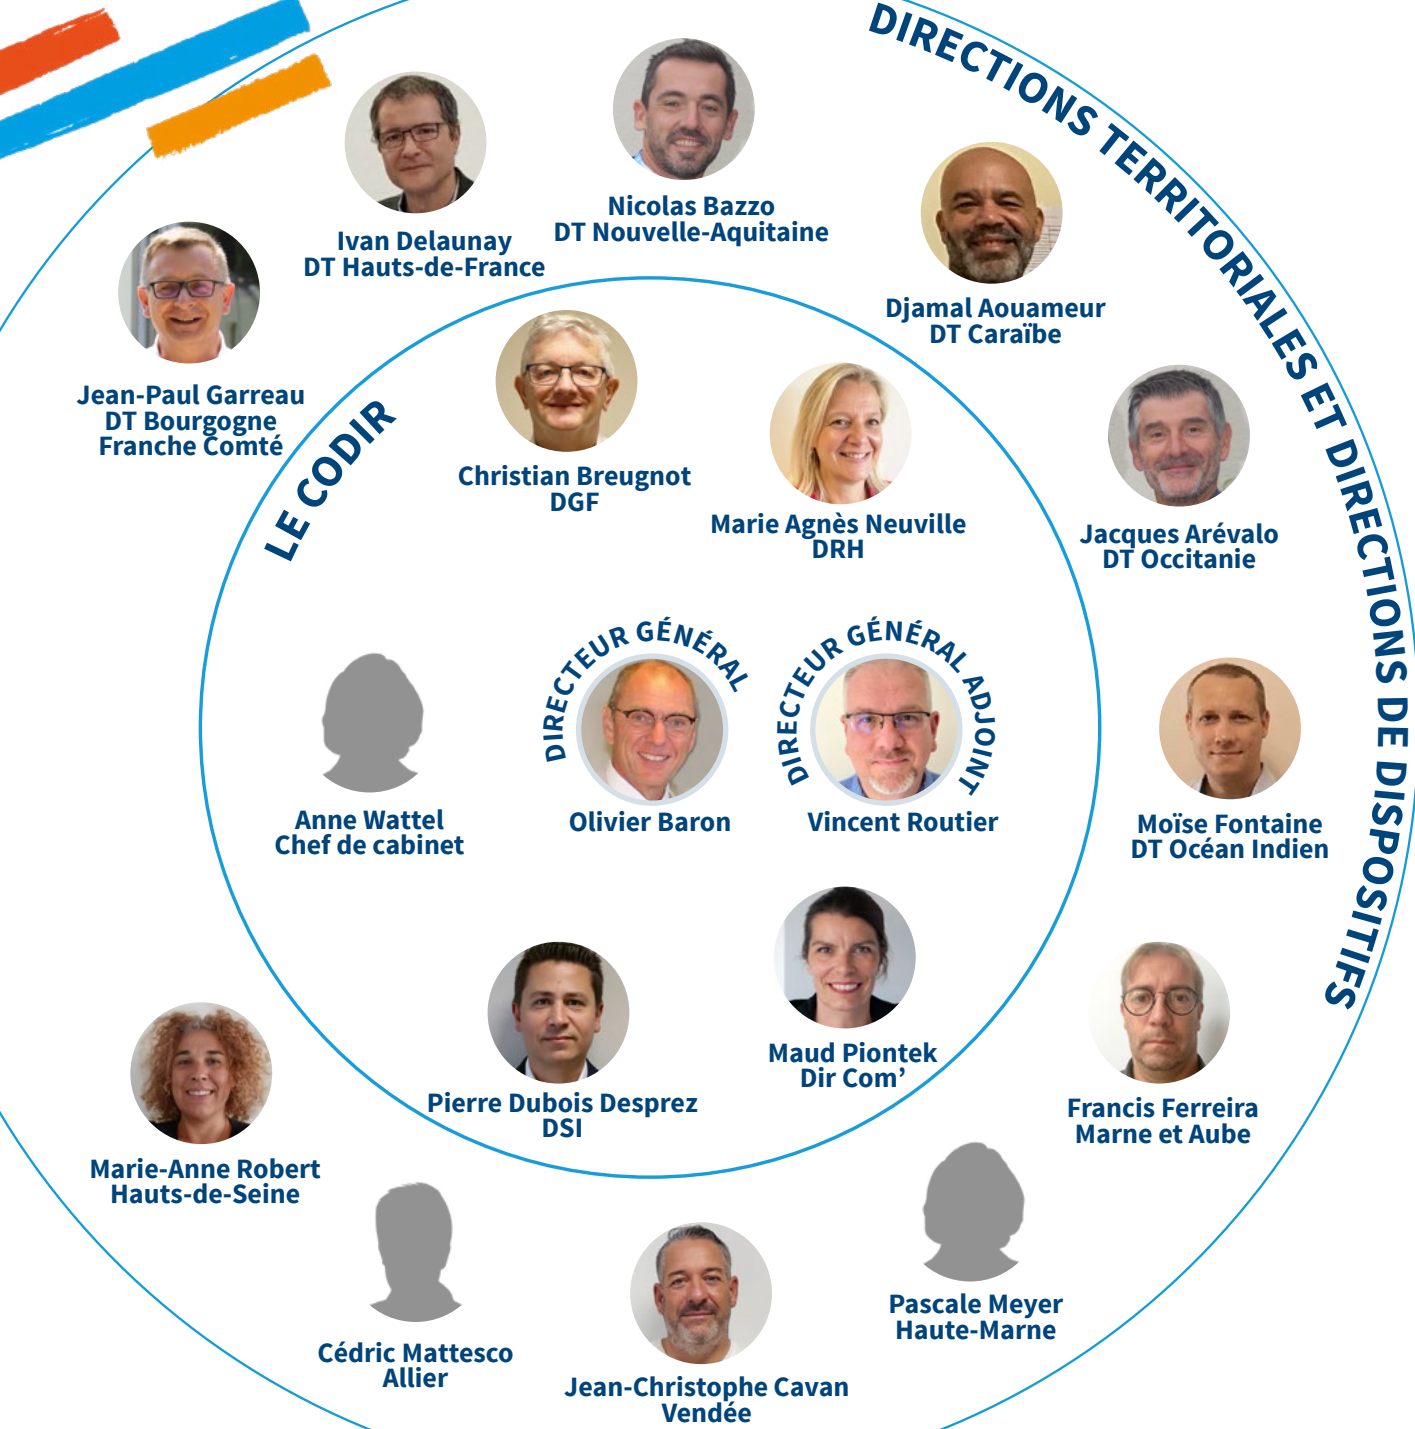 DIRECTIONS TERRITORIALES ET DIRECTIONS DE DISPOSITIFS
Nicolas Bazzo
DT Nouvelle-Aquitaine
Ivan Delaunay
DT Hauts-de-France
Djamal Aouameur
DT Caraïbe
Jean-Paul Garreau
DT Bourgogne
Franche Comté
LE CODIR
Christian Breugnot
DGF
Marie Agnès Neuville
DRH
Jacques Arévalo
DT Occitanie
DIRECTEUR GÉNÉRAL
Olivier Baron
DIRECTEUR GÉNÉRAL ADJOINT
Vincent Routier
Anne Wattel
Chef de cabinet
Moïse Fontaine
DT Océan Indien
Maud Piontek
Dir Com’
Pierre Dubois Desprez
DSI
Francis Ferreira
Marne et Aube
Marie-Anne Robert
Hauts-de-Seine
Pascale Meyer
Haute-Marne
Cédric Mattesco
Allier
Jean-Christophe Cavan
Vendée